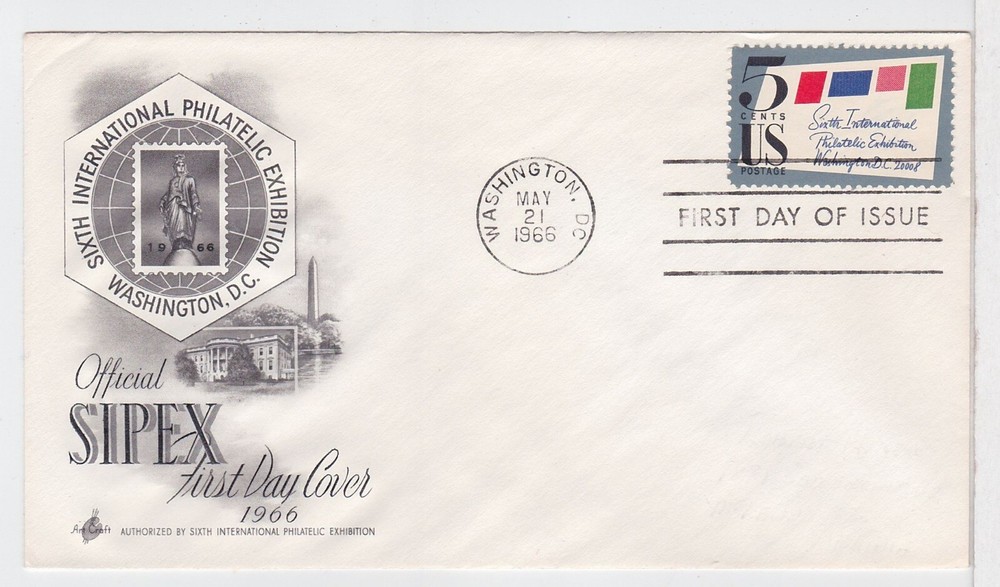 SIXTH INTERNATIONAL PHILATELIC EXHIBITION
WASHINGTON, D.C.
1966
Official
SIPEX
First Day Cover
1966
Art Craft AUTHORIZED BY SIXTH INTERNATIONAL PHILATELIC EXHIBITION
WASHINGTON, DC
MAY
21
1966
5
CENTS
US
POSTAGE
Sixth International
Philatelic Exhibition
Washington D.C. 20008
FIRST DAY OF ISSUE